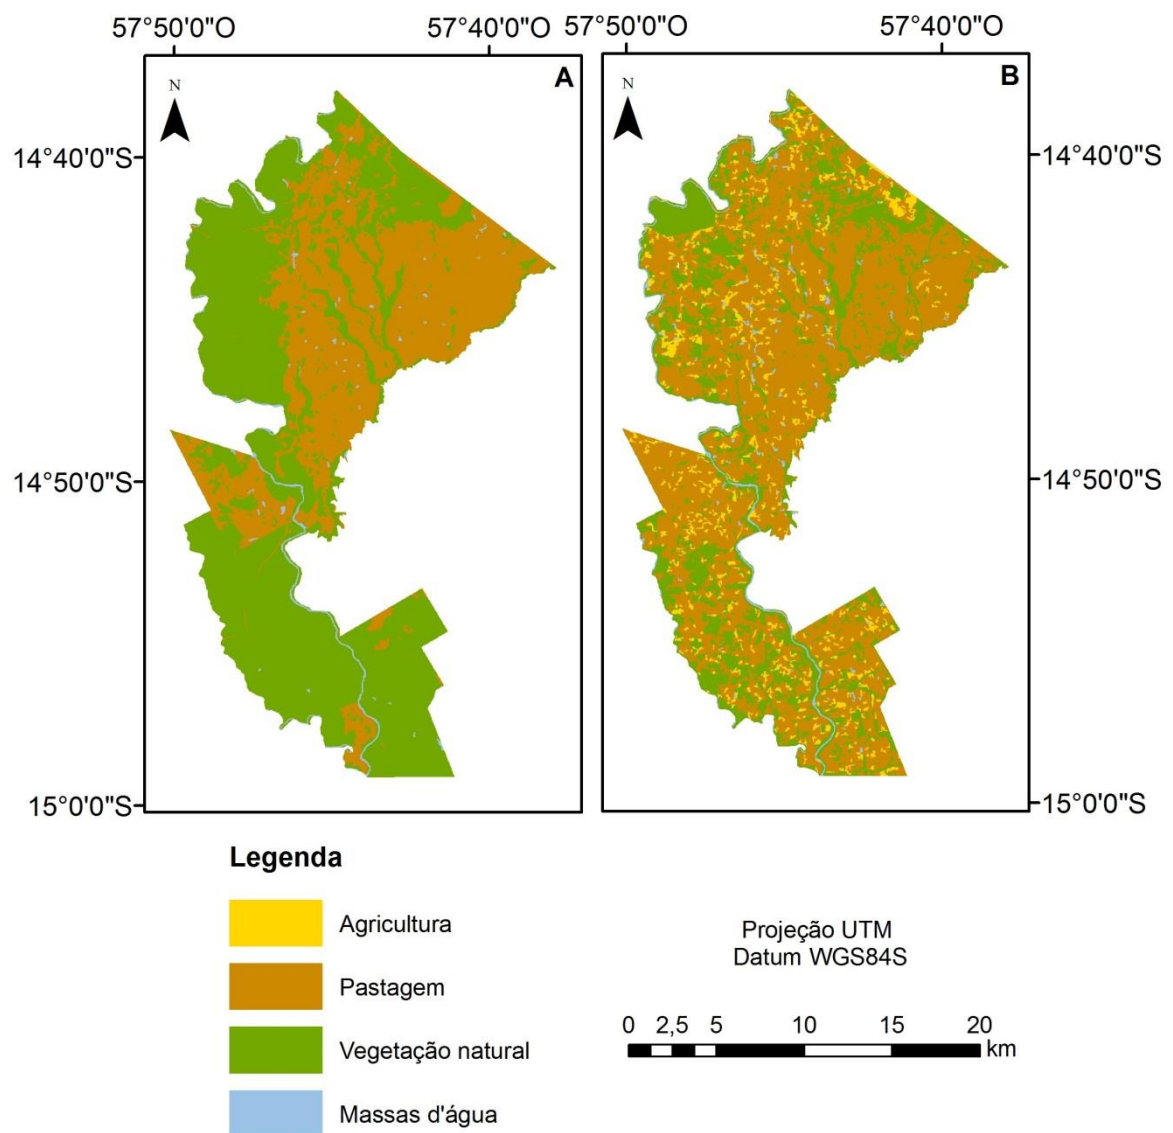 57°50'0"O 57°40'0"O 57°50'0"O 57°40'0"O
A B
N N
14°40'0"S 14°40'0"S
14°50'0"S 14°50'0"S
15°0'0"S 15°0'0"S
Legenda
Agricultura
Pastagem
Vegetação natural
Massas d'água
Projeção UTM
Datum WGS84S
0 2,5 5 10 15 20
km